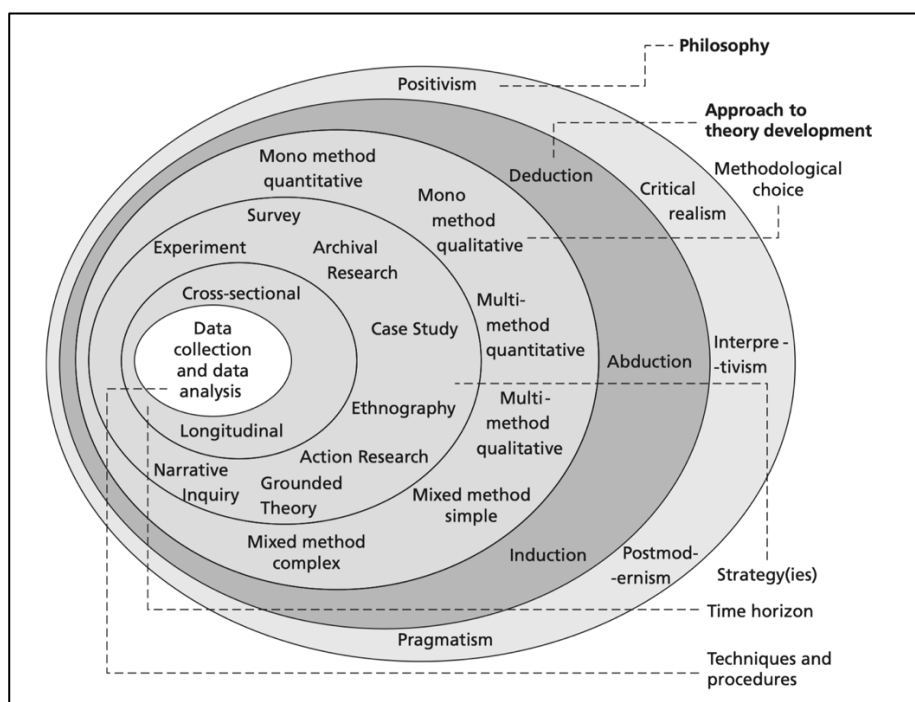 Philosophy
Positivism
Approach to
theory development
Deduction
Methodological
choice
Critical
realism
Mono method
quantitative
Mono
method
qualitative
Survey
Experiment
Archival
Research
Cross-sectional
Multi-
method
quantitative
Data
collection
and data
analysis
Case Study
Abduction
Interpre-
-tivism
Ethnography
Multi-
method
qualitative
Longitudinal
Action Research
Narrative
Inquiry
Grounded
Theory
Mixed method
simple
Mixed method
complex
Induction
Postmod-
-ernism
Strategy(ies)
Time horizon
Pragmatism
Techniques and
procedures